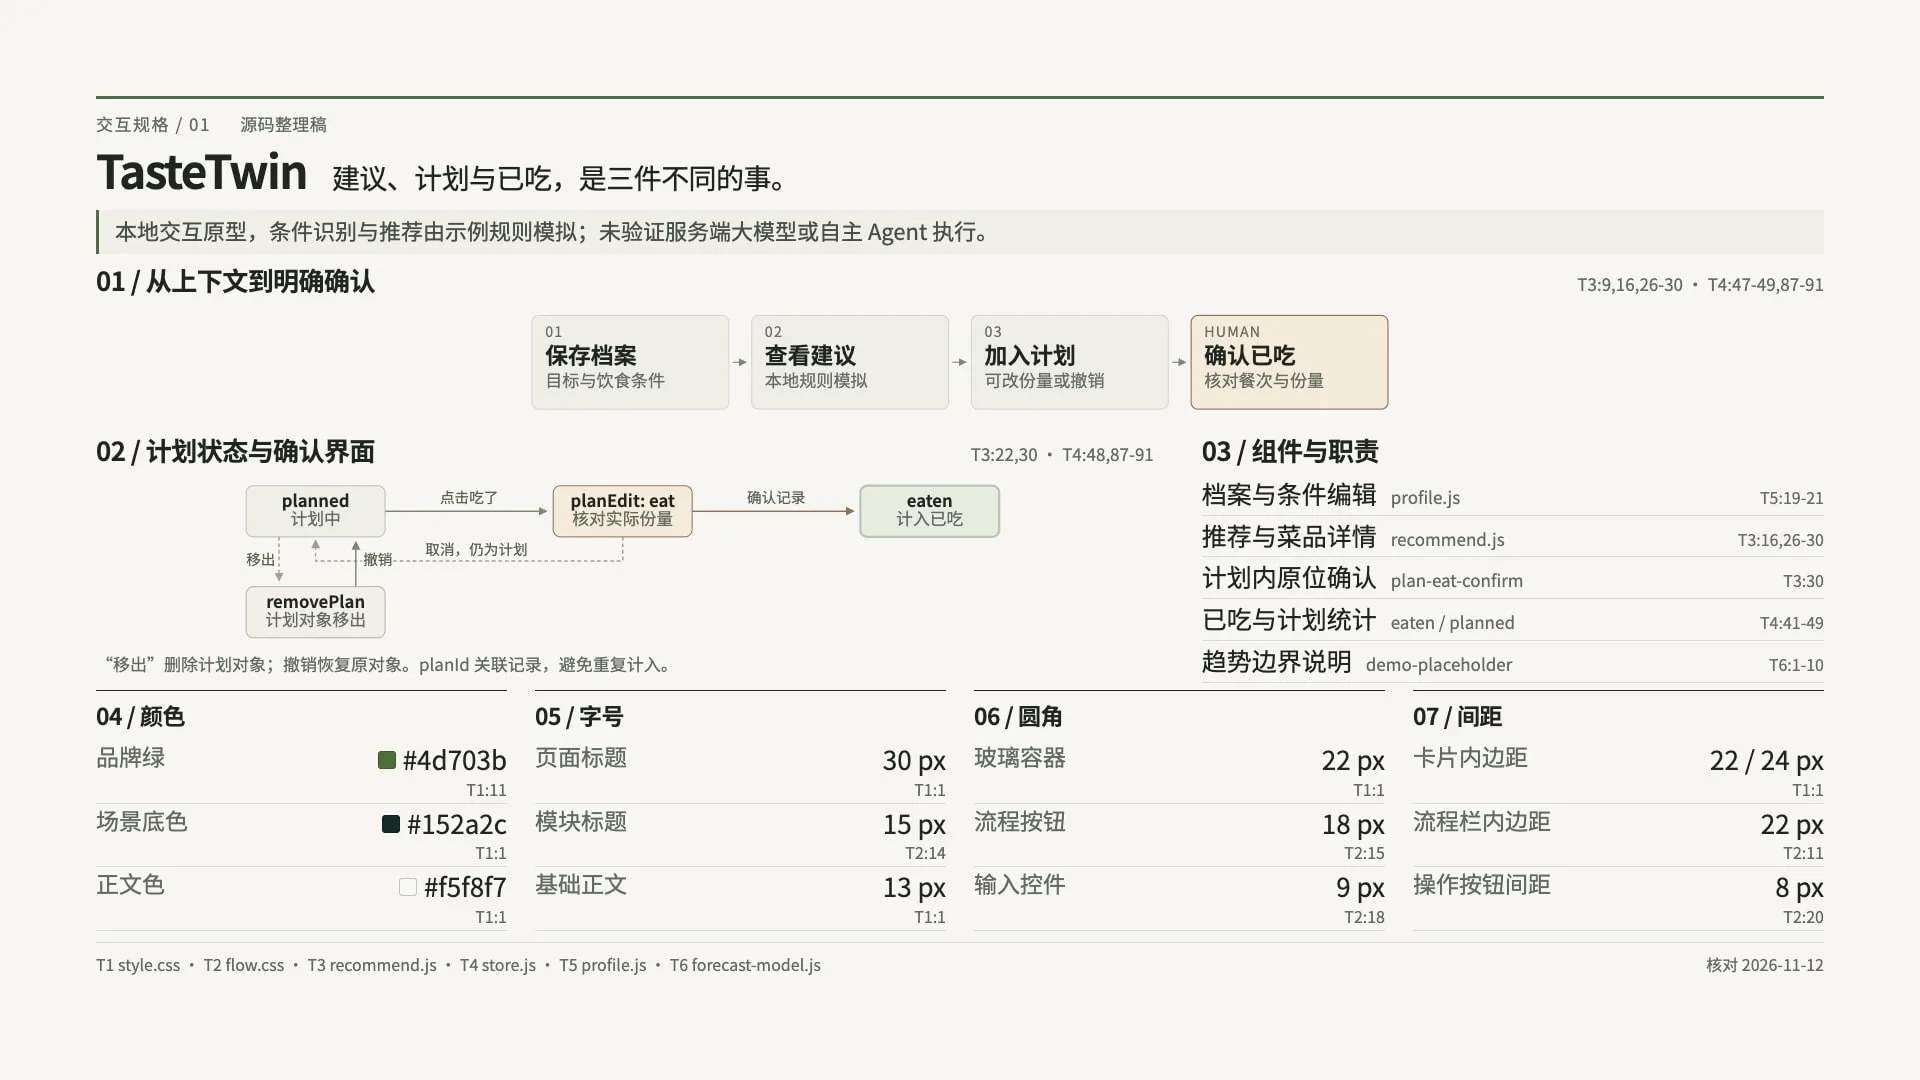 交互规格 / 01 源码整理稿
TasteTwin 建议、计划与已吃，是三件不同的事。
本地交互原型，条件识别与推荐由示例规则模拟；未验证服务端大模型或自主 Agent 执行。
01 / 从上下文到明确确认 T3:9,16,26-30 • T4:47-49,87-91
01
保存档案
目标与饮食条件
02
查看建议
本地规则模拟
03
加入计划
可改份量或撤销
HUMAN
确认已吃
核对餐次与份量
02 / 计划状态与确认界面 T3:22,30 • T4:48,87-91
planned
计划中
点击吃了
planEdit: eat
核对实际份量
确认记录
eaten
计入已吃
移出
撤销
取消，仍为计划
removePlan
计划对象移出
“移出”删除计划对象；撤销恢复原对象。planId 关联记录，避免重复计入。
03 / 组件与职责
档案与条件编辑 profile.js T5:19-21
推荐与菜品详情 recommend.js T3:16,26-30
计划内原位确认 plan-eat-confirm T3:30
已吃与计划统计 eaten / planned T4:41-49
趋势边界说明 demo-placeholder T6:1-10
04 / 颜色
品牌绿 #4d703b
T1:11
场景底色 #152a2c
T1:1
正文色 #f5f8f7
T1:1
05 / 字号
页面标题 30 px
T1:1
模块标题 15 px
T2:14
基础正文 13 px
T1:1
06 / 圆角
玻璃容器 22 px
T1:1
流程按钮 18 px
T2:15
输入控件 9 px
T2:18
07 / 间距
卡片内边距 22 / 24 px
T1:1
流程栏内边距 22 px
T2:11
操作按钮间距 8 px
T2:20
T1 style.css • T2 flow.css • T3 recommend.js • T4 store.js • T5 profile.js • T6 forecast-model.js 核对 2026-11-12